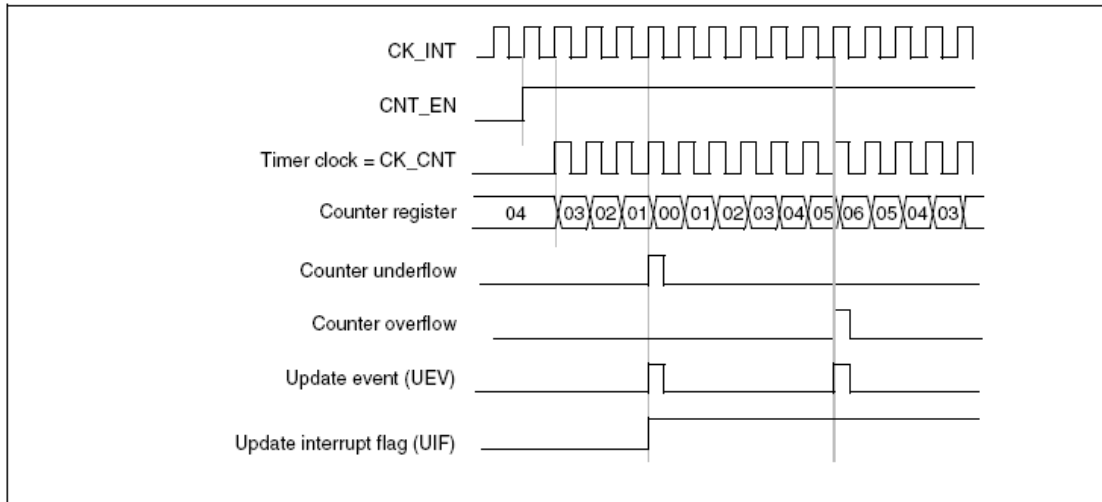 CK_INT
CNT_EN
Timer clock = CK_CNT
Counter register 04 03 02 01 00 01 02 03 04 05 06 05 04 03
Counter underflow
Counter overflow
Update event (UEV)
Update interrupt flag (UIF)